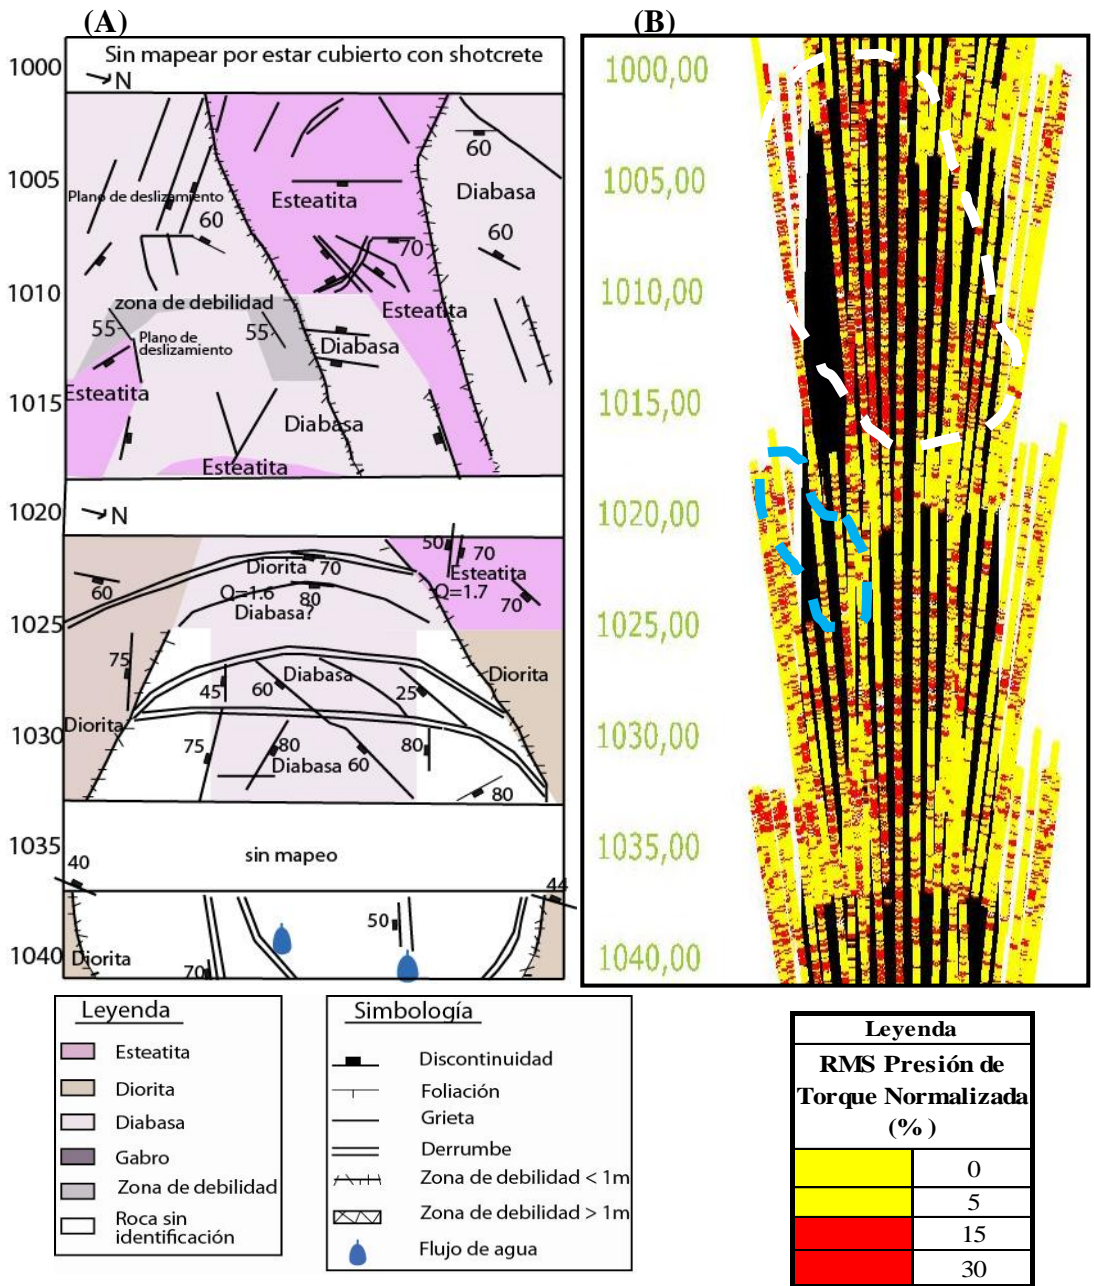 (A)
(B)
Sin mapear por estar cubierto con shotcrete
1000
N
60
1005
Plano de deslizamiento
60
Esteatita
Diabasa
60
70
1010
zona de debilidad
Esteatita
55
55
Plano de
deslizamiento
Diabasa
Esteatita
1015
Diabasa
Esteatita
1020
N
50
70
Diorita
70
Esteatita
60
Q=1.6
80
Q=1.7
70
Diabasa?
1025
75
Diabasa
Diorita
45
60
25
Diorita
1030
75
80
80
Diabasa
60
80
1035
sin mapeo
40
44
50
1040
Diorita
70
1000,00
1005,00
1010,00
1015,00
1020,00
1025,00
1030,00
1035,00
1040,00
Leyenda
Esteatita
Diorita
Diabasa
Gabro
Zona de debilidad
Roca sin
identificación
Simbología
Discontinuidad
Foliación
Grieta
Derrumbe
Zona de debilidad < 1m
Zona de debilidad > 1m
Flujo de agua
Leyenda
RMS Presión de
Torque Normalizada
(%)
0
5
15
30